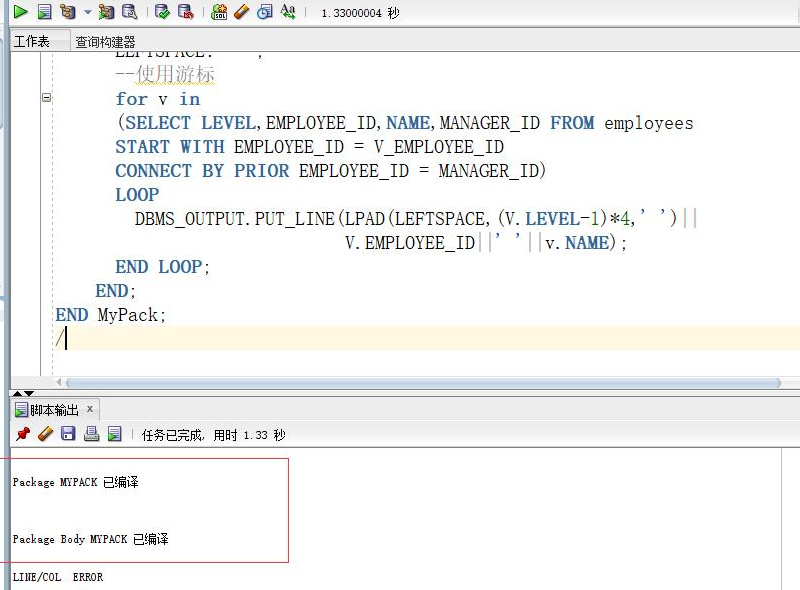 1.33000004 秒
工作表 查询构建器
--使用游标
for v in
(SELECT LEVEL,EMPLOYEE_ID,NAME,MANAGER_ID FROM employees
START WITH EMPLOYEE_ID = V_EMPLOYEE_ID
CONNECT BY PRIOR EMPLOYEE_ID = MANAGER_ID)
LOOP
DBMS_OUTPUT.PUT_LINE(LPAD(LEFTSPACE,(V.LEVEL-1)*4,' ')||
V.EMPLOYEE_ID||' '||v.NAME);
END LOOP;
END;
END MyPack;
/
脚本输出 x
任务已完成, 用时 1.33 秒
Package MYPACK 已编译
Package Body MYPACK 已编译
LINE/COL ERROR